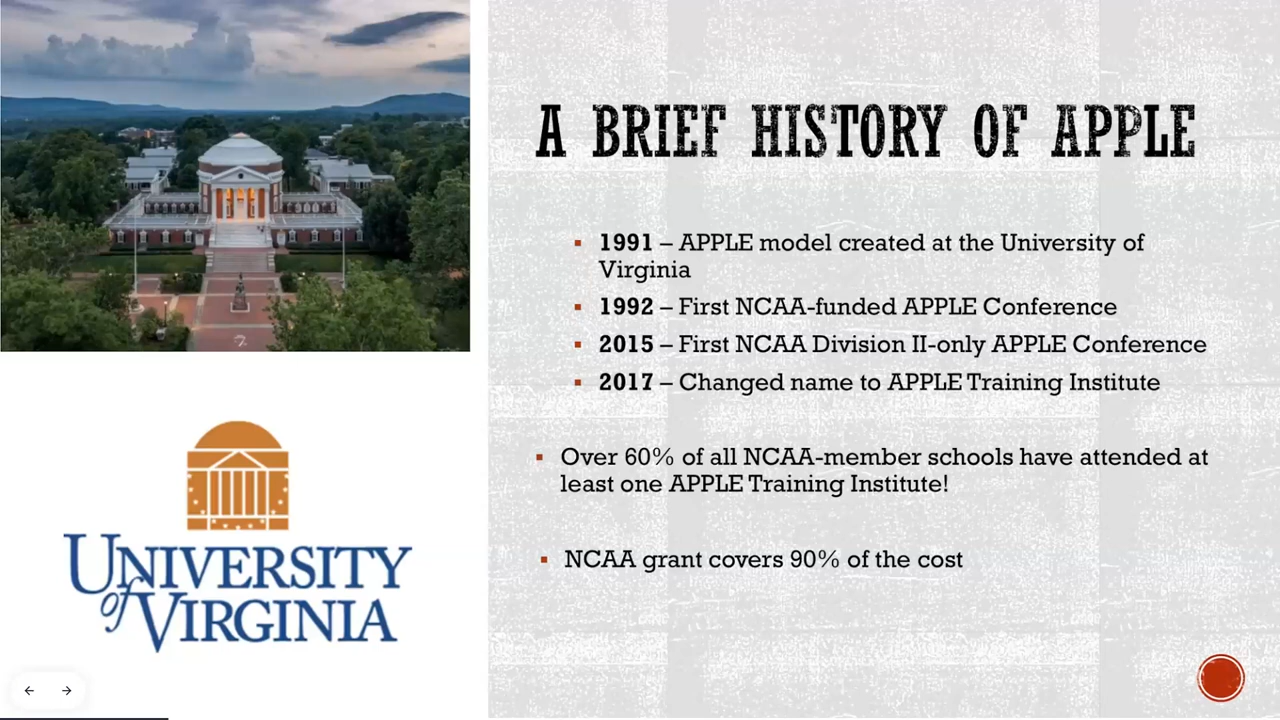 A BRIEF HISTORY OF APPLE
▪ 1991 – APPLE model created at the University of
Virginia
▪ 1992 – First NCAA-funded APPLE Conference
▪ 2015 – First NCAA Division II-only APPLE Conference
▪ 2017 – Changed name to APPLE Training Institute
▪ Over 60% of all NCAA-member schools have attended at
least one APPLE Training Institute!
▪ NCAA grant covers 90% of the cost
UNIVERSITY
of VIRGINIA